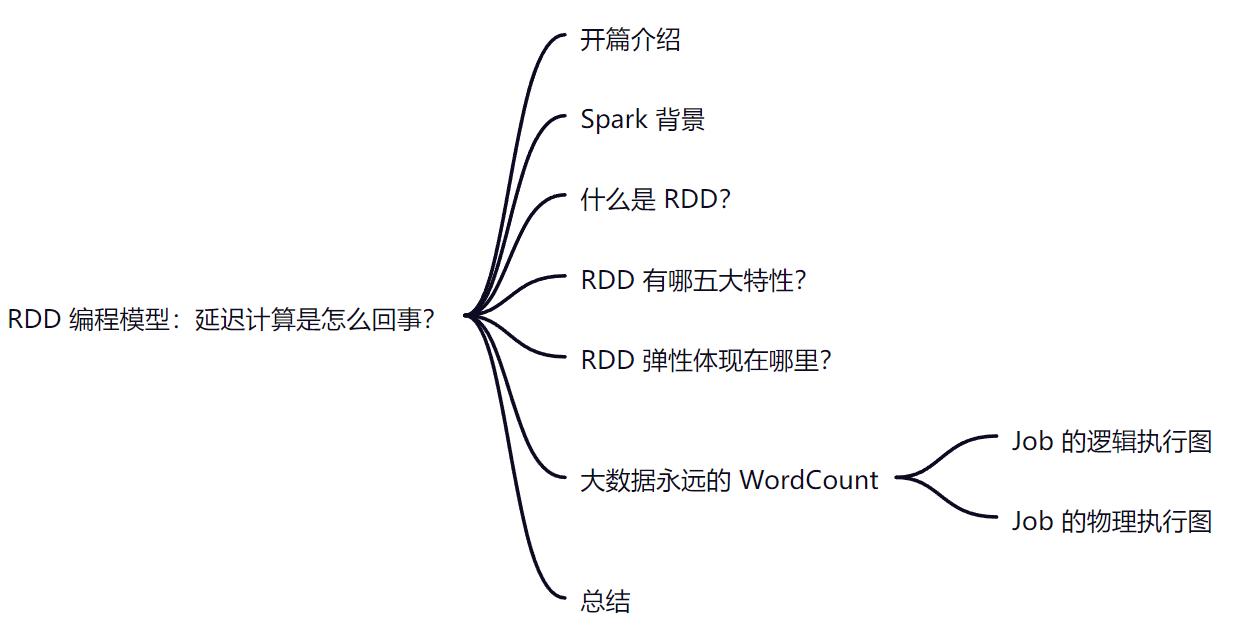 RDD 编程模型：延迟计算是怎么回事？
开篇介绍
Spark 背景
什么是 RDD？
RDD 有哪五大特性？
RDD 弹性体现在哪里？
大数据永远的 WordCount
Job 的逻辑执行图
Job 的物理执行图
总结